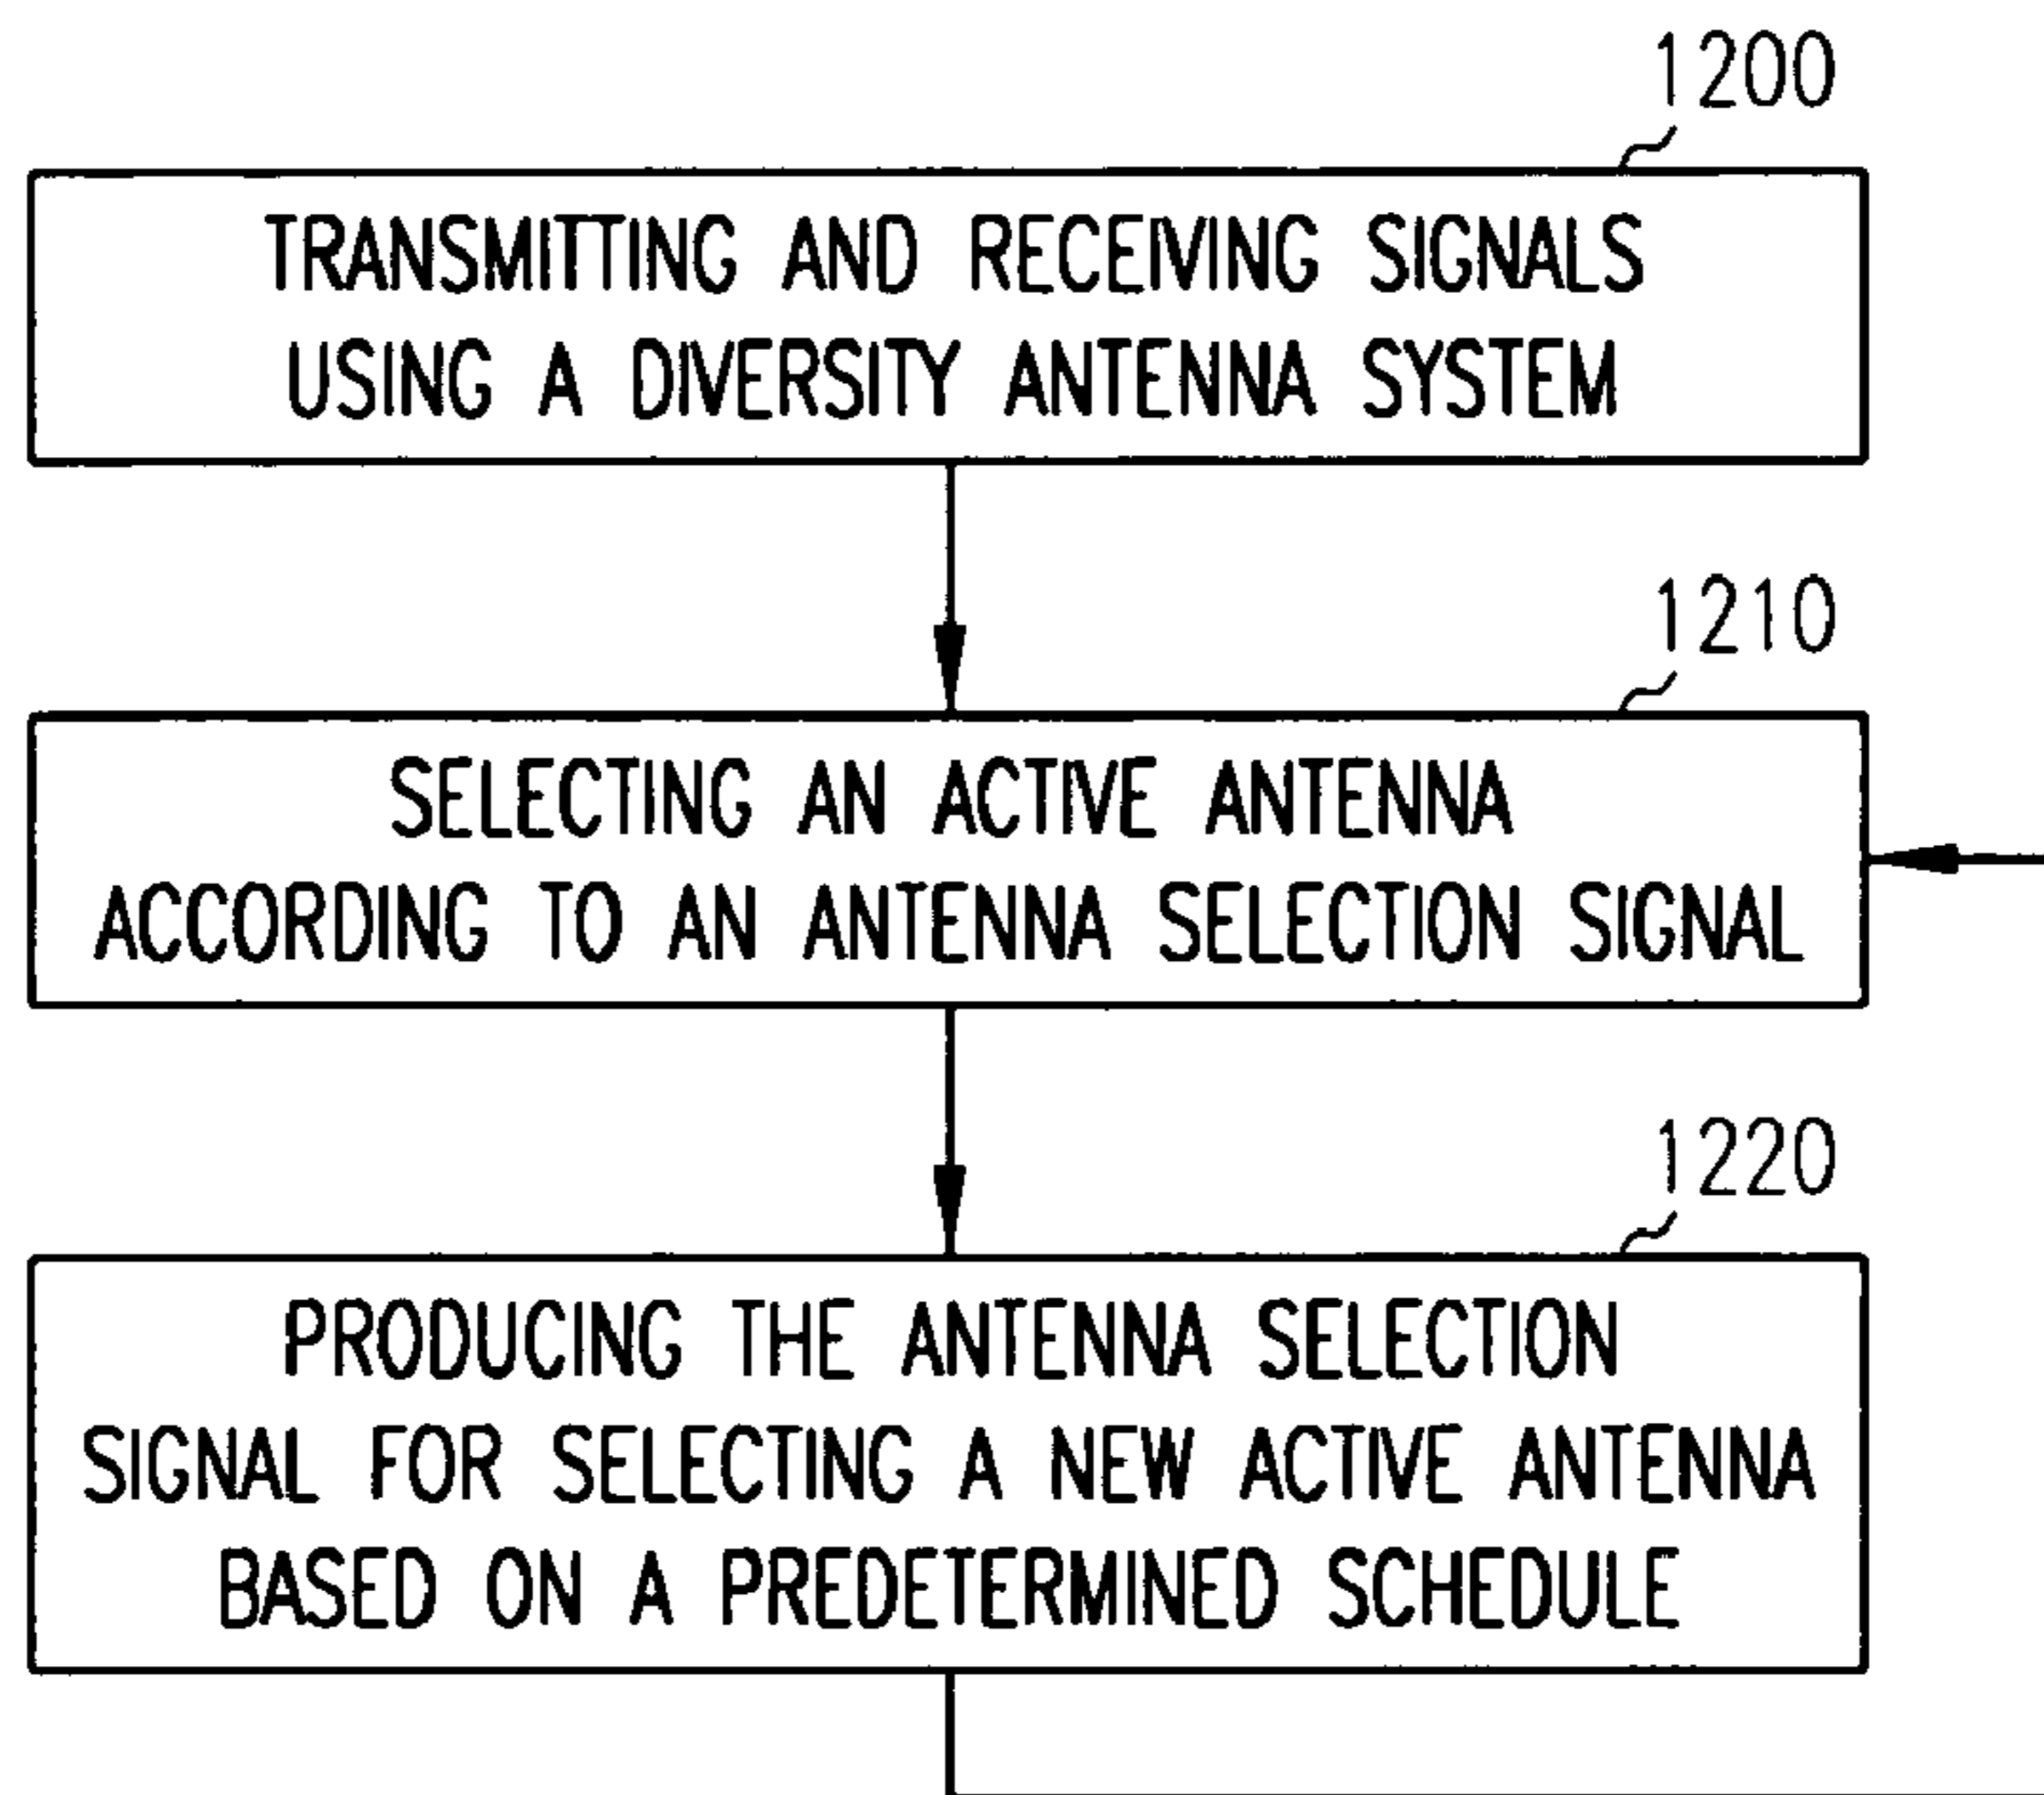 1200
TRANSMITTING AND RECEIVING SIGNALS
USING A DIVERSITY ANTENNA SYSTEM
1210
SELECTING AN ACTIVE ANTENNA
ACCORDING TO AN ANTENNA SELECTION SIGNAL
1220
PRODUCING THE ANTENNA SELECTION
SIGNAL FOR SELECTING A NEW ACTIVE ANTENNA
BASED ON A PREDETERMINED SCHEDULE